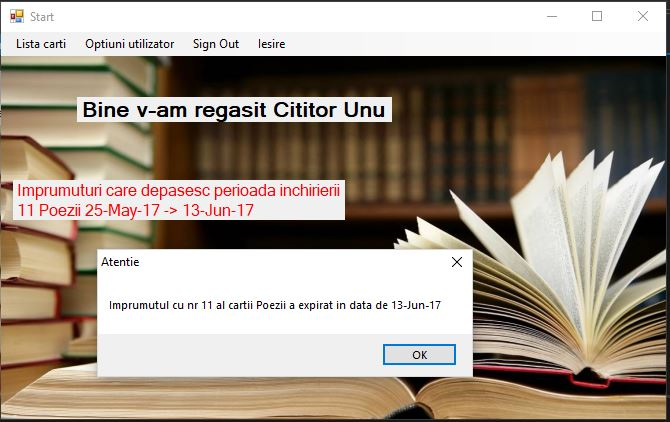 Start
Lista carti Optiuni utilizator Sign Out Iesire
Bine v-am regasit Cititor Unu
Imprumuturi care depasesc perioada inchirierii
11 Poezii 25-May-17 -> 13-Jun-17
Atentie
Imprumutul cu nr 11 al cartii Poezii a expirat in data de 13-Jun-17
OK